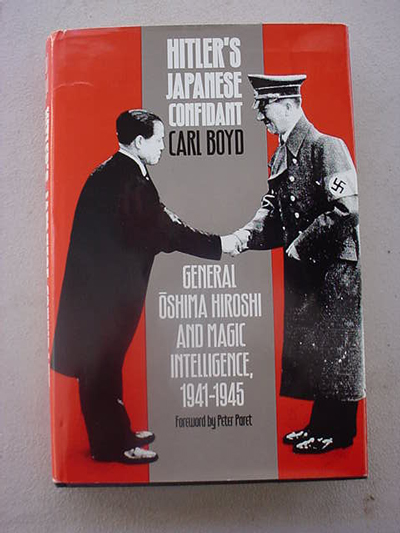 HITLER'S
JAPANESE
CONFIDANT
CARL BOYD
GENERAL
ŌSHIMA HIROSHI
AND MAGIC
INTELLIGENCE,
1941-1945
Foreword by Peter Paret